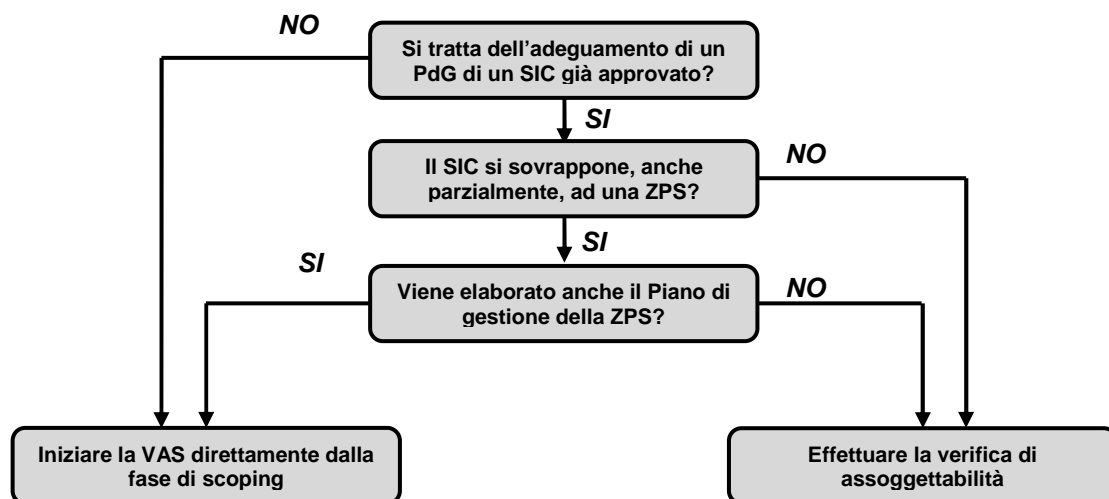 NO
Si tratta dell'adeguamento di un
PdG di un SIC già approvato?
SI
Il SIC si sovrappone, anche
parzialmente, ad una ZPS?
NO
SI
SI
Viene elaborato anche il Piano di
gestione della ZPS?
NO
Iniziare la VAS direttamente dalla
fase di scoping
Effettuare la verifica di
assoggettabilità